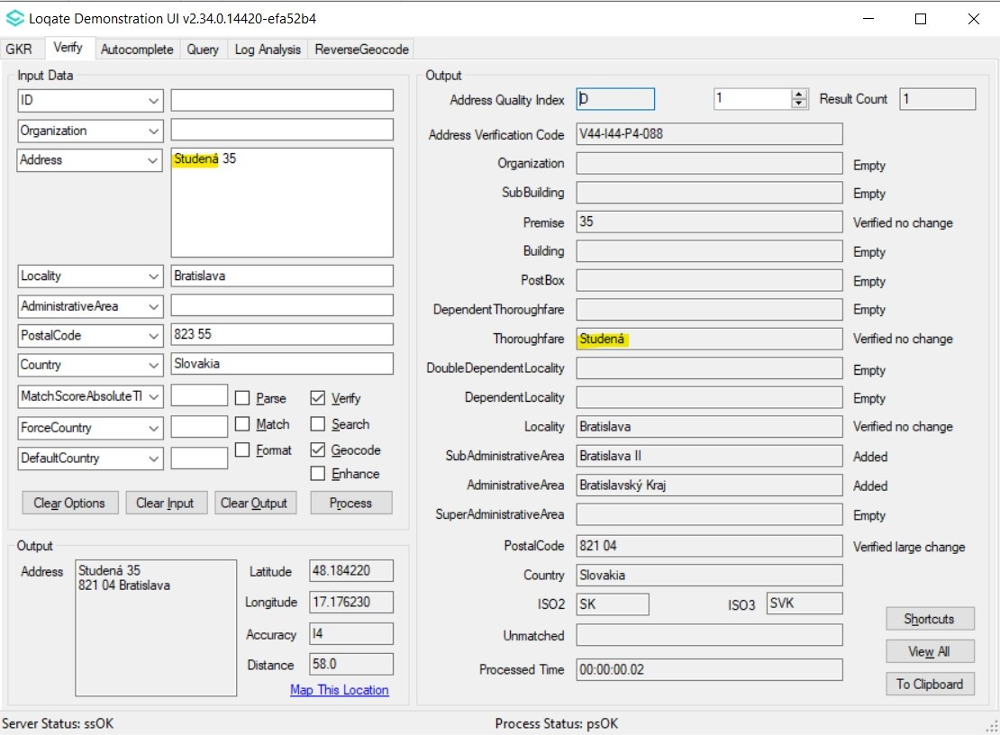 Loqate Demonstration UI v2.34.0.14420-efa52b4
GKR Verify Autocomplete Query Log Analysis ReverseGeocode
Input Data
ID
Organization
Address Studená 35
Locality Bratislava
AdministrativeArea
PostalCode 823 55
Country Slovakia
MatchScoreAbsoluteTl Parse Verify
ForceCountry Match Search
DefaultCountry Format Geocode
Enhance
Clear Options Clear Input Clear Output Process
Output
Address Studená 35
821 04 Bratislava
Latitude 48.184220
Longitude 17.176230
Accuracy I4
Distance 58.0
Map This Location
Output
Address Quality Index D 1 Result Count 1
Address Verification Code V44-I44-P4-088
Organization Empty
SubBuilding Empty
Premise 35 Verified no change
Building Empty
PostBox Empty
DependentThoroughfare Empty
Thoroughfare Studená Verified no change
DoubleDependentLocality Empty
DependentLocality Empty
Locality Bratislava Verified no change
SubAdministrativeArea Bratislava II Added
AdministrativeArea Bratislavský Kraj Added
SuperAdministrativeArea Empty
PostalCode 821 04 Verified large change
Country Slovakia
ISO2 SK ISO3 SVK
Unmatched
Processed Time 00:00:00.02
Shortcuts
View All
To Clipboard
Server Status: ssOK Process Status: psOK